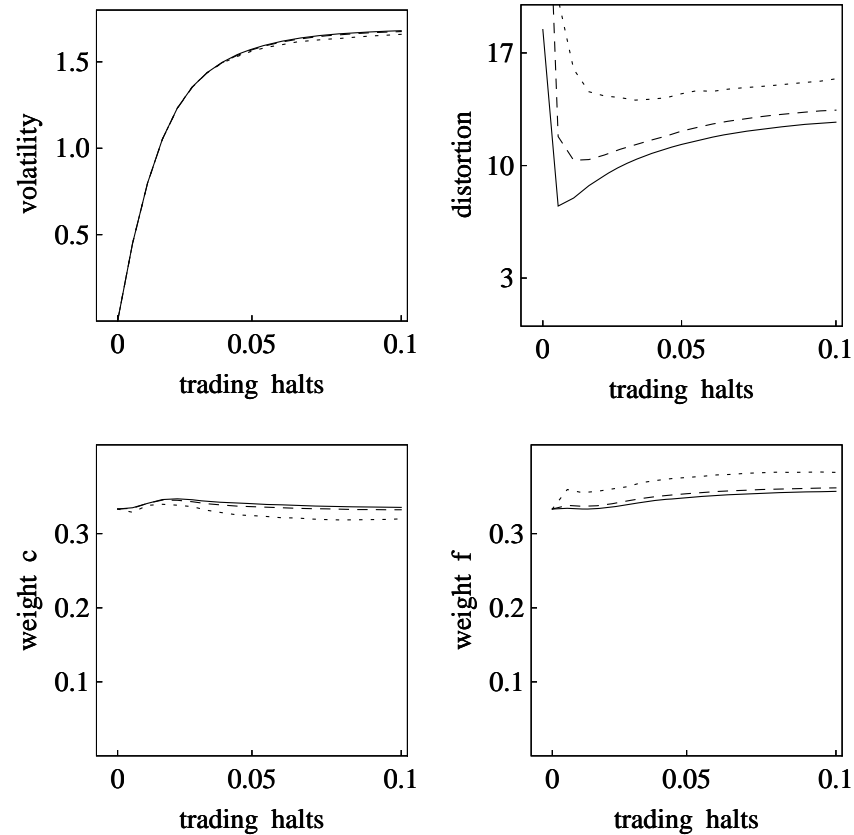 volatility
1.5
1.0
0.5
0 0.05 0.1
trading halts
distortion
17
10
3
0 0.05 0.1
trading halts
weight c
0.3
0.2
0.1
0 0.05 0.1
trading halts
weight f
0.3
0.2
0.1
0 0.05 0.1
trading halts